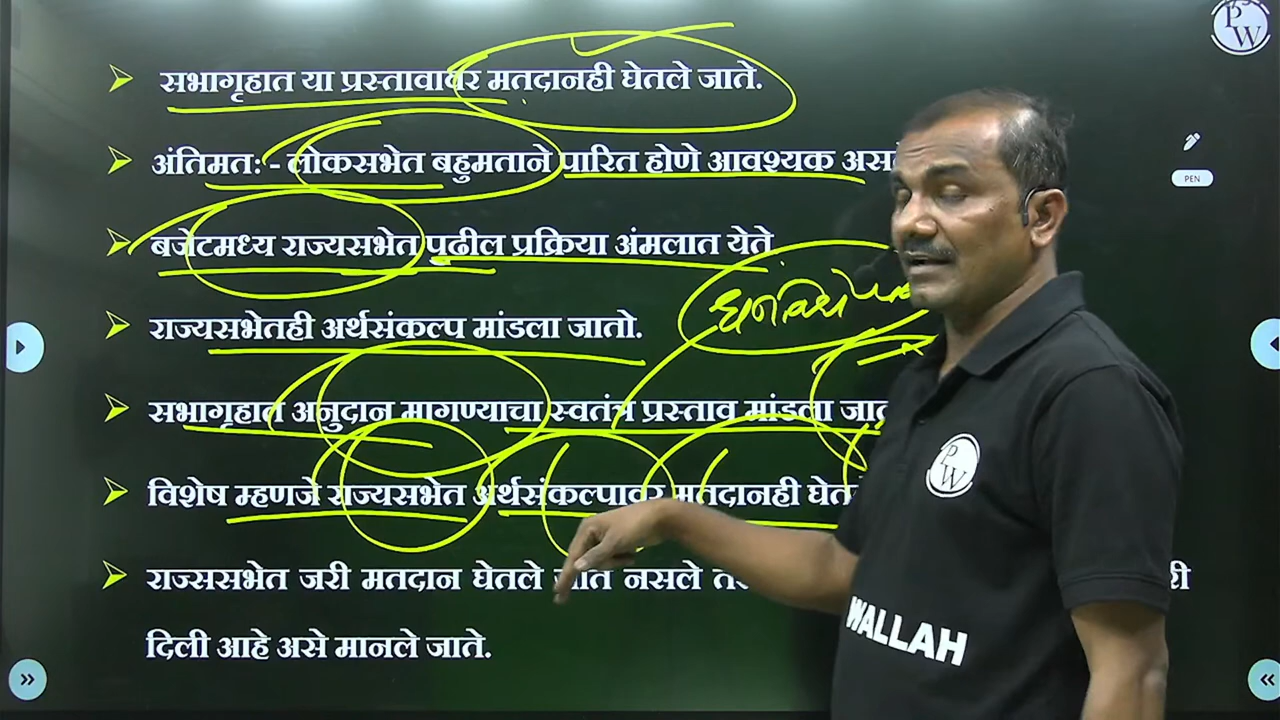 PW
सभागृहात या प्रस्तावावर मतदानही घेतले जाते.
अंतिमत: - लोकसभेत बहुमताने पारित होणे आवश्यक
PEN
बजेटमध्य राज्यसभेत पुढील प्रक्रिया अंमलात येते
राज्यसभेतही अर्थसंकल्प मांडला जातो.
सभागृहात अनुदान मागण्याचा स्वतंत्र प्रस्ताव मांडला
विशेष म्हणजे राज्यसभेत अर्थसंकल्पावर मतदानही
राज्ससभेत जरी मतदान घेतले जात नसले
दिली आहे असे मानले जाते.
PW
WALLAH